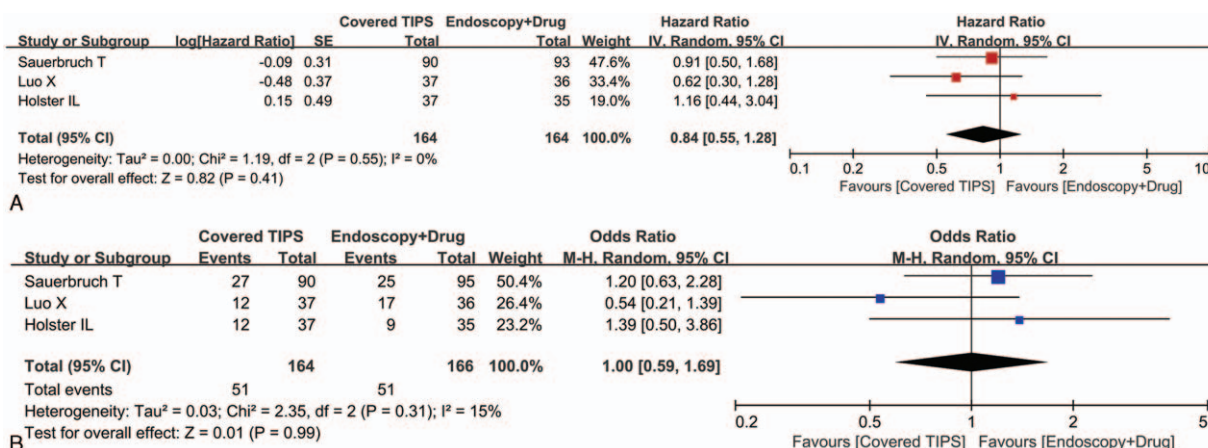 Covered TIPS Endoscopy+Drug Hazard Ratio Hazard Ratio
Study or Subgroup log[Hazard Ratio] SE Total Total Weight IV. Random. 95% CI IV. Random. 95% CI
Sauerbruch T -0.09 0.31 90 93 47.6% 0.91 [0.50, 1.68]
Luo X -0.48 0.37 37 36 33.4% 0.62 [0.30, 1.28]
Holster IL 0.15 0.49 37 35 19.0% 1.16 [0.44, 3.04]
Total (95% CI) 164 164 100.0% 0.84 [0.55, 1.28]
Heterogeneity: Tau² = 0.00; Chi² = 1.19, df = 2 (P = 0.55); I² = 0%
Test for overall effect: Z = 0.82 (P = 0.41)
0.1 0.2 0.5 1 2 5 10
Favours [Covered TIPS] Favours [Endoscopy+Drug]
A
Covered TIPS Endoscopy+Drug Odds Ratio Odds Ratio
Study or Subgroup Events Total Events Total Weight M-H. Random. 95% CI M-H. Random. 95% CI
Sauerbruch T 27 90 25 95 50.4% 1.20 [0.63, 2.28]
Luo X 12 37 17 36 26.4% 0.54 [0.21, 1.39]
Holster IL 12 37 9 35 23.2% 1.39 [0.50, 3.86]
Total (95% CI) 164 166 100.0% 1.00 [0.59, 1.69]
Total events 51 51
Heterogeneity: Tau² = 0.03; Chi² = 2.35, df = 2 (P = 0.31); I² = 15%
Test for overall effect: Z = 0.01 (P = 0.99)
0.2 0.5 1 2 5
Favours [Covered TIPS] Favours [Endoscopy+Drug]
B